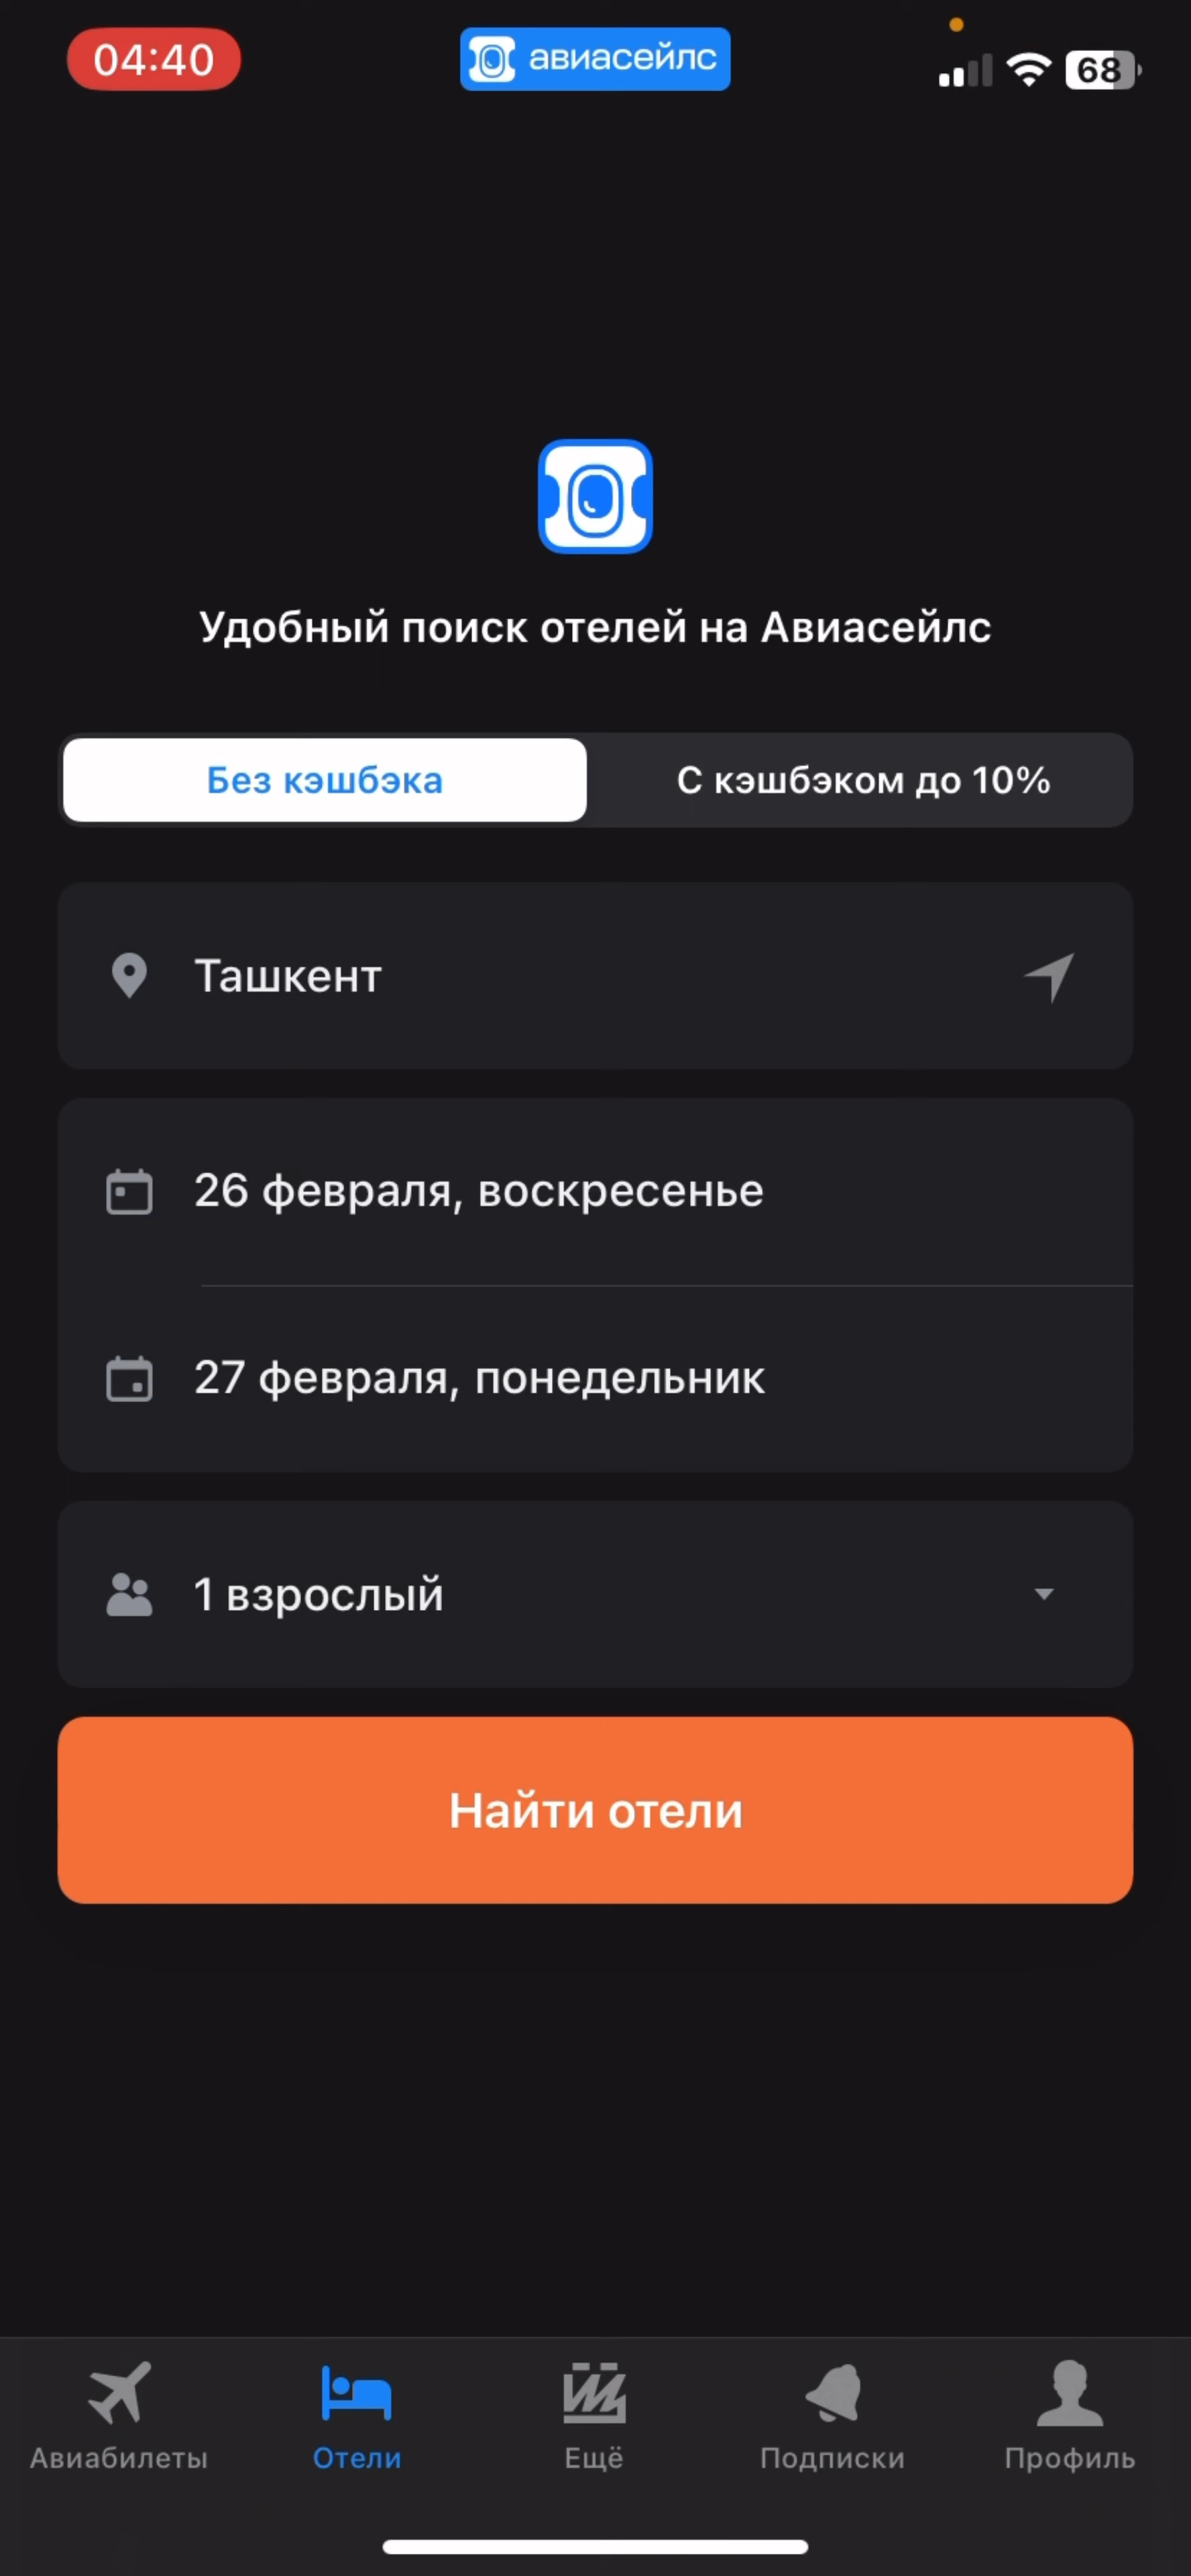 04:40
авиасейлс
68
Удобный поиск отелей на Авиасейлс
Без кэшбэка
С кэшбэком до 10%
Ташкент
26 февраля, воскресенье
27 февраля, понедельник
1 взрослый
Найти отели
Авиабилеты
Отели
Ещё
Подписки
Профиль